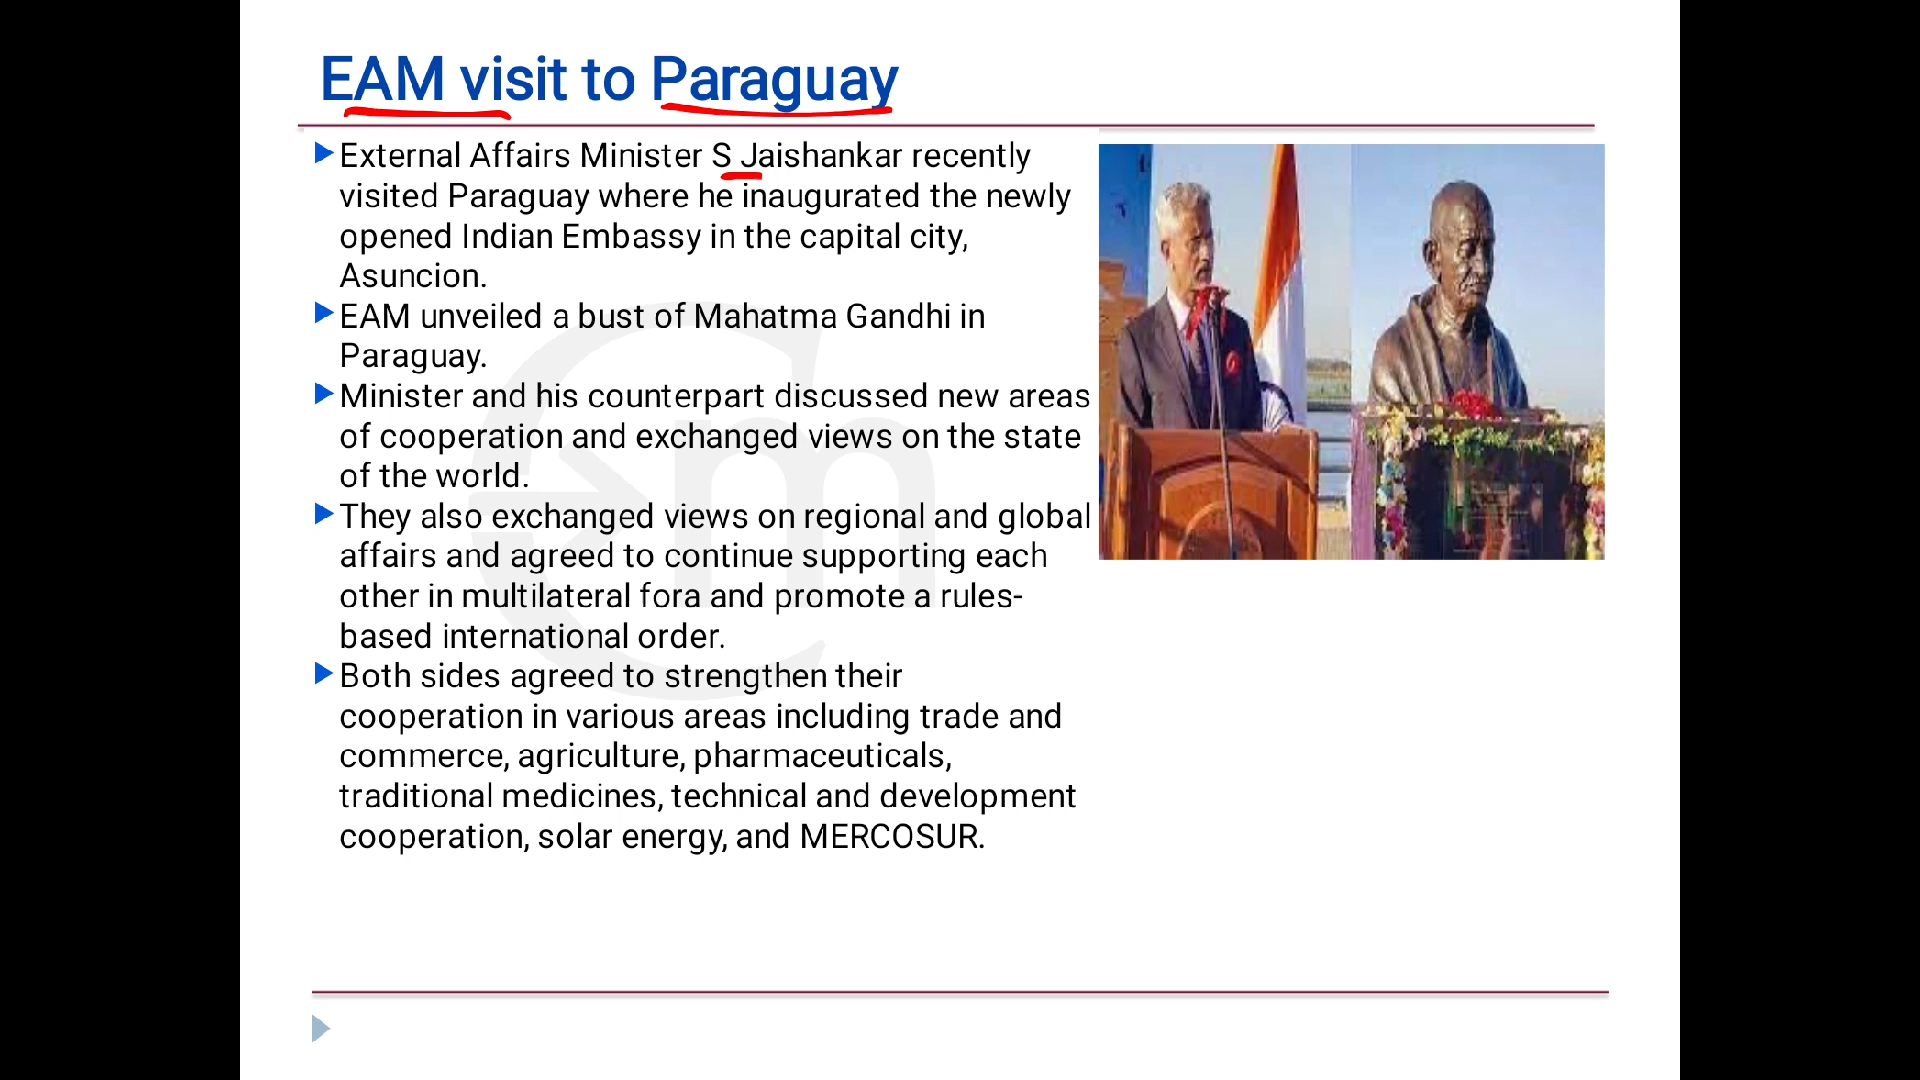 EAM visit to Paraguay
External Affairs Minister S Jaishankar recently
visited Paraguay where he inaugurated the newly
opened Indian Embassy in the capital city,
Asuncion.
EAM unveiled a bust of Mahatma Gandhi in
Paraguay.
Minister and his counterpart discussed new areas
of cooperation and exchanged views on the state
of the world.
They also exchanged views on regional and global
affairs and agreed to continue supporting each
other in multilateral fora and promote a rules-
based international order.
Both sides agreed to strengthen their
cooperation in various areas including trade and
commerce, agriculture, pharmaceuticals,
traditional medicines, technical and development
cooperation, solar energy, and MERCOSUR.